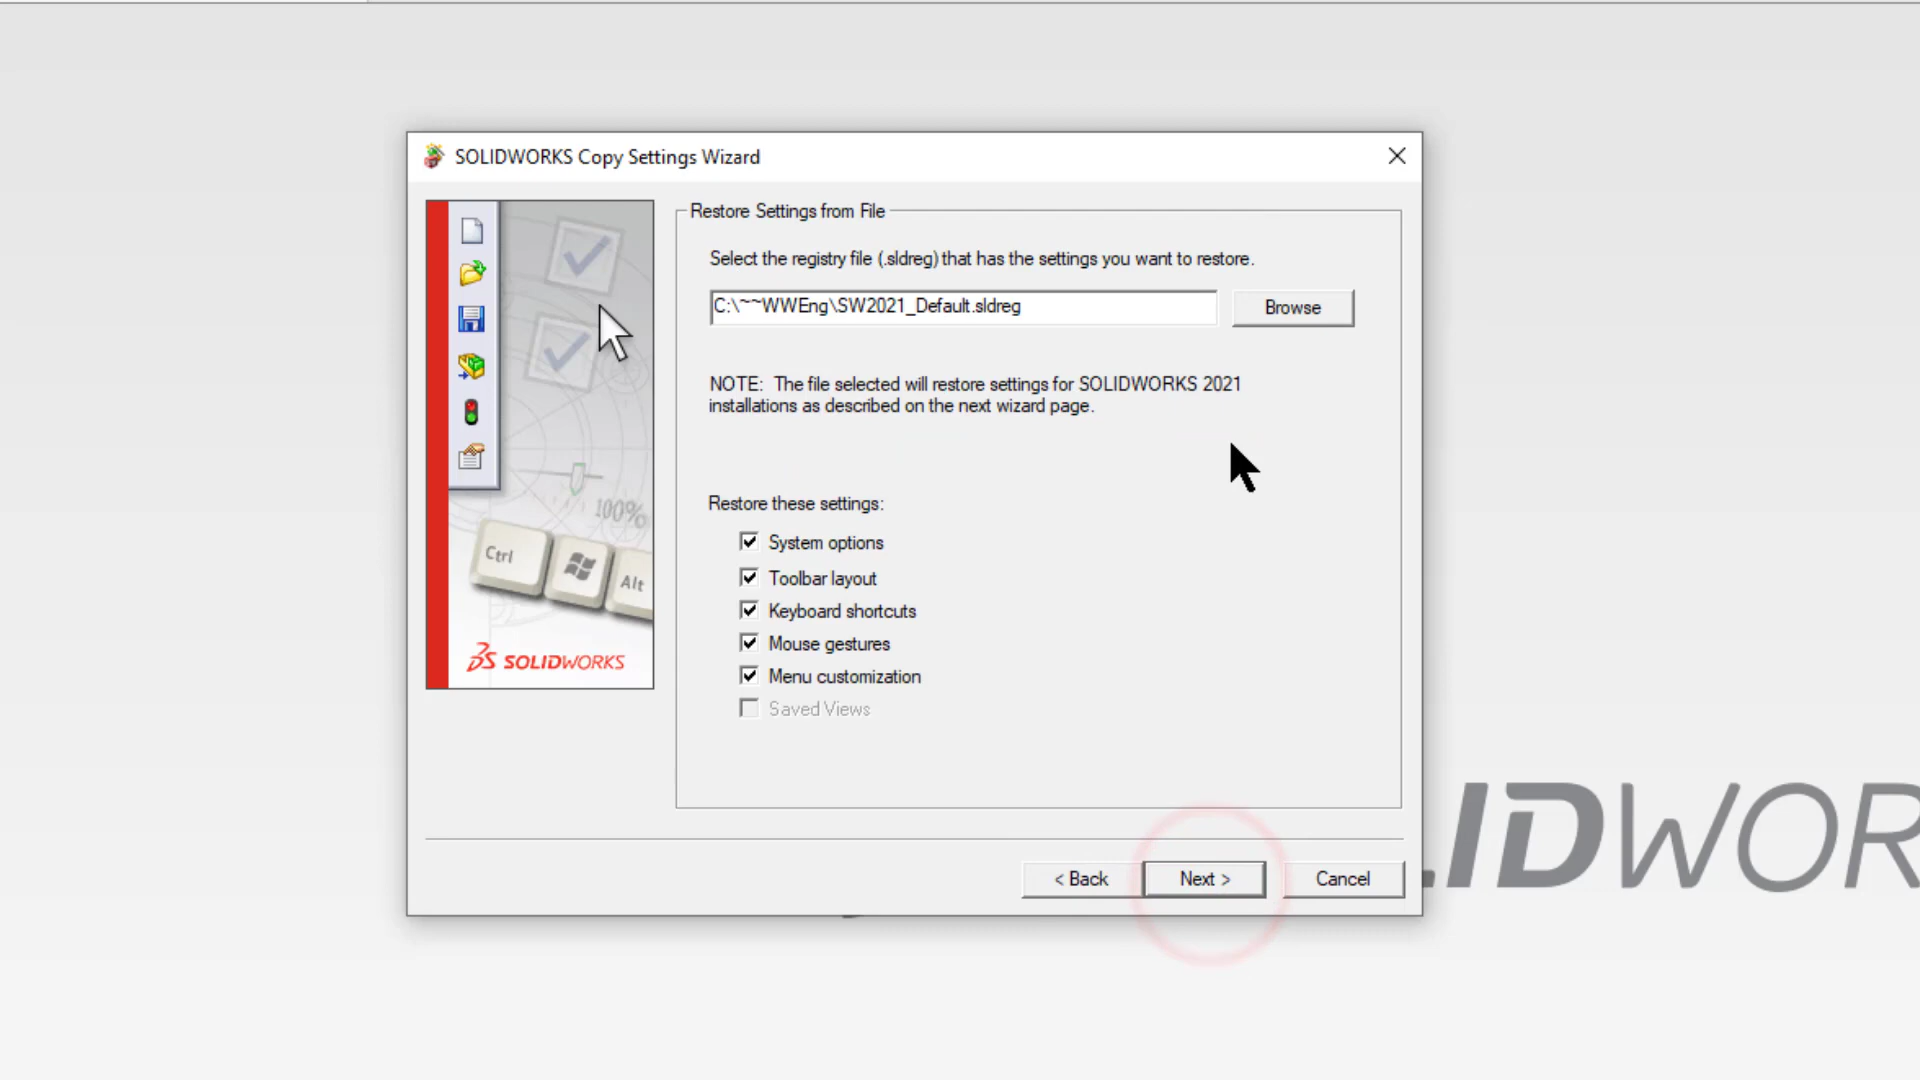 SOLIDWORKS Copy Settings Wizard
Restore Settings from File
Select the registry file (.sldreg) that has the settings you want to restore.
C:\~~WWEng\SW2021_Default.sldreg
Browse
NOTE: The file selected will restore settings for SOLIDWORKS 2021
installations as described on the next wizard page.
Restore these settings:
System options
Toolbar layout
Keyboard shortcuts
Mouse gestures
Menu customization
Saved Views
100%
Ctrl
Alt
SOLIDWORKS
< Back
Next >
Cancel
LIDWOR